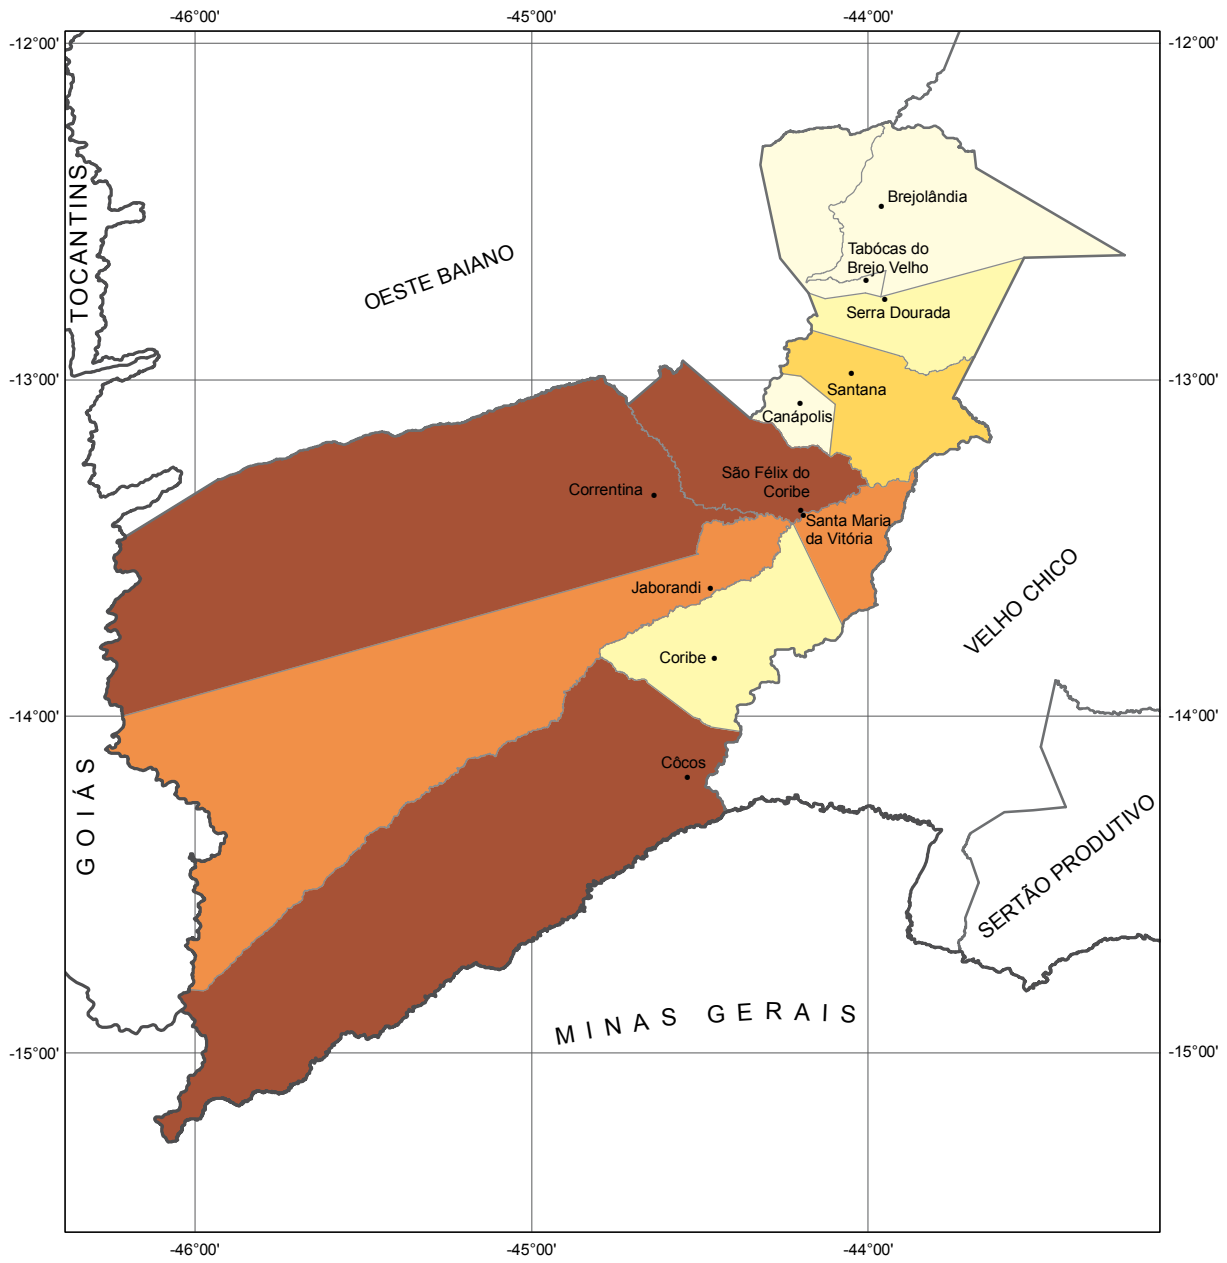 -46°00'
-45°00'
-44°00'
-12°00'
-12°00'
TOCANTINS
OESTE BAIANO
Brejolândia
Tabócas do
Brejo Velho
Serra Dourada
-13°00'
-13°00'
Santana
Canápolis
São Félix do
Coribe
Correntina
Santa Maria
da Vitória
Jaborandi
VELHO CHICO
Coribe
-14°00'
-14°00'
Côcos
GOIÁS
SERTÃO PRODUTIVO
MINAS GERAIS
-15°00'
-15°00'
-46°00'
-45°00'
-44°00'